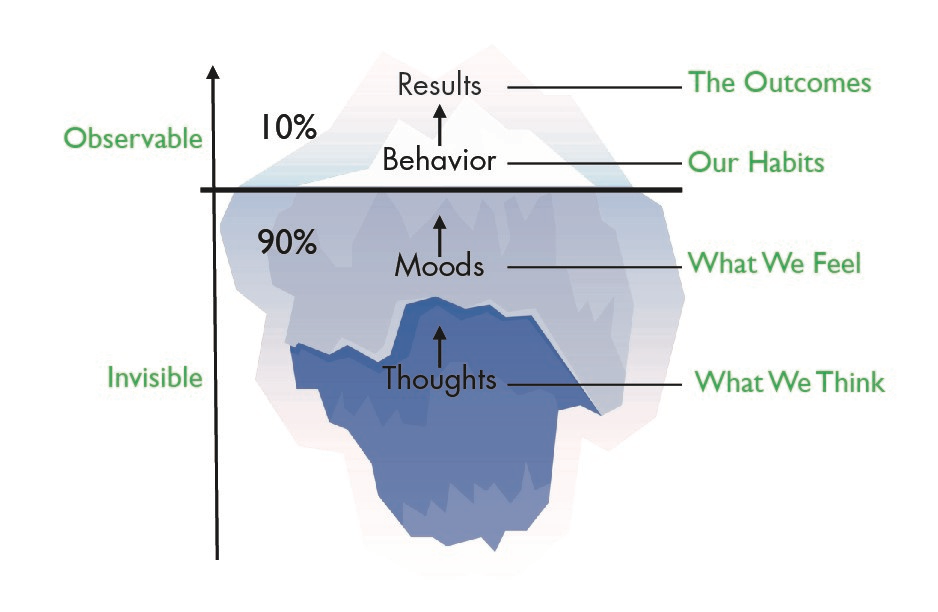 Results
The Outcomes
10%
Observable
Behavior
Our Habits
90%
Moods
What We Feel
Invisible
Thoughts
What We Think